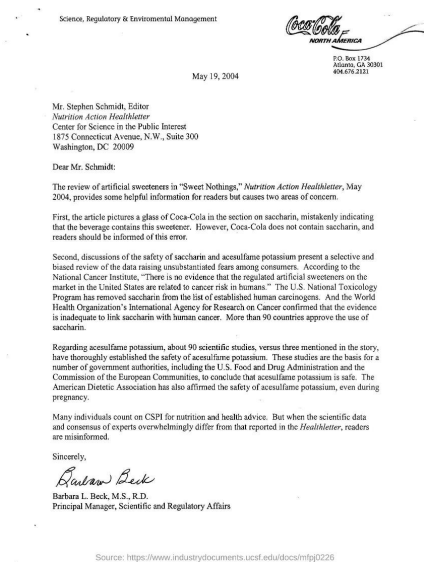 Science, Regulatory & Enviromental Management
Coca-Cola
NORTH AMERICA
P.O. Box 1734
Atlanta, GA 30301
404.676.2121
May 19, 2004
Mr. Stephen Schmidt, Editor
Nutrition Action Healthletter
Center for Science in the Public Interest
1875 Connecticut Avenue, N.W., Suite 300
Washington, DC 20009
Dear Mr. Schmidt:
The review of artificial sweeteners in “Sweet Nothings,” Nutrition Action Healthletter, May
2004, provides some helpful information for readers but causes two areas of concern.
First, the article pictures a glass of Coca-Cola in the section on saccharin, mistakenly indicating
that the beverage contains this sweetener. However, Coca-Cola does not contain saccharin, and
readers should be informed of this error.
Second, discussions of the safety of saccharin and acesulfame potassium present a selective and
biased review of the data raising unsubstantiated fears among consumers. According to the
National Cancer Institute, “There is no evidence that the regulated artificial sweeteners on the
market in the United States are related to cancer risk in humans.” The U.S. National Toxicology
Program has removed saccharin from the list of established human carcinogens. And the World
Health Organization’s International Agency for Research on Cancer confirmed that the evidence
is inadequate to link saccharin with human cancer. More than 90 countries approve the use of
saccharin.
Regarding acesulfame potassium, about 90 scientific studies, versus three mentioned in the story,
have thoroughly established the safety of acesulfame potassium. These studies are the basis for a
number of government authorities, including the U.S. Food and Drug Administration and the
Commission of the European Communities, to conclude that acesulfame potassium is safe. The
American Dietetic Association has also affirmed the safety of acesulfame potassium, even during
pregnancy.
Many individuals count on CSPI for nutrition and health advice. But when the scientific data
and consensus of experts overwhelmingly differ from that reported in the Healthletter, readers
are misinformed.
Sincerely,
Barbara Beck
Barbara L. Beck, M.S., R.D.
Principal Manager, Scientific and Regulatory Affairs
Source: https://www.industrydocuments.ucsf.edu/docs/mfpj0226